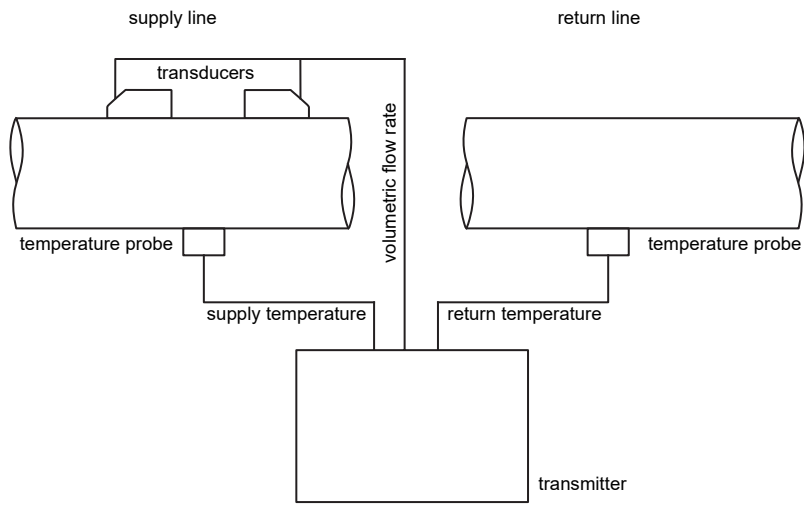 supply line
return line
transducers
volumetric flow rate
temperature probe
temperature probe
supply temperature
return temperature
transmitter